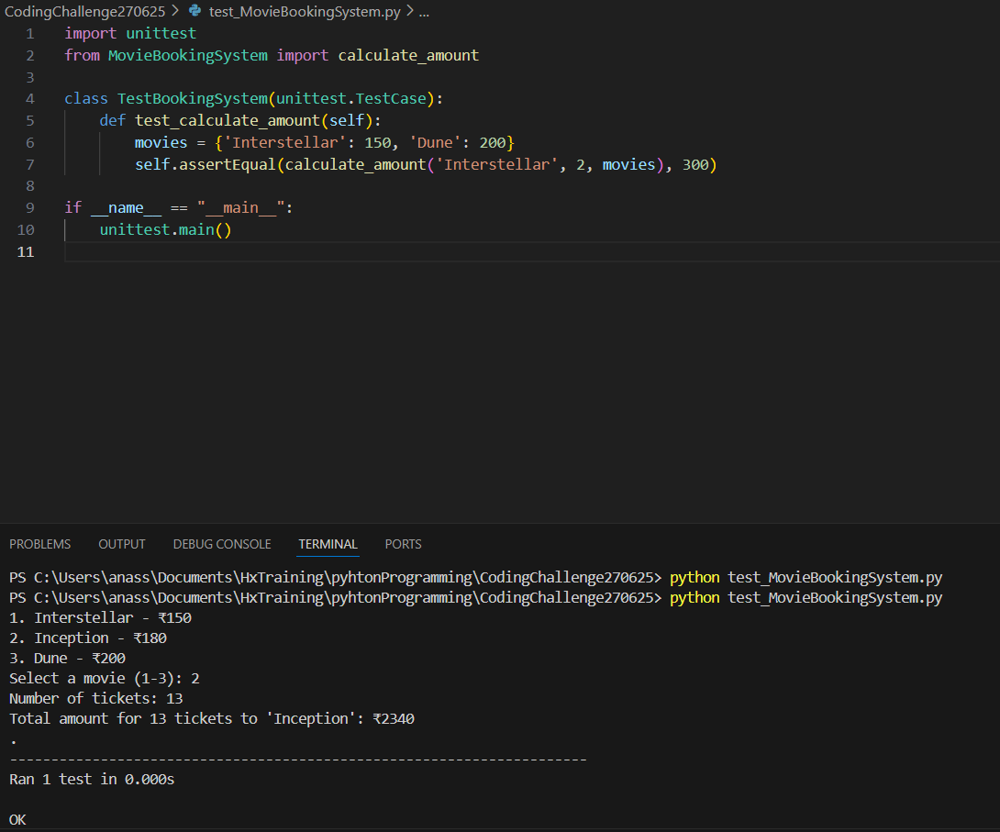 CodingChallenge270625 > test_MovieBookingSystem.py > ...
1 import unittest
2 from MovieBookingSystem import calculate_amount
3
4 class TestBookingSystem(unittest.TestCase):
5     def test_calculate_amount(self):
6         movies = {'Interstellar': 150, 'Dune': 200}
7         self.assertEqual(calculate_amount('Interstellar', 2, movies), 300)
8
9 if __name__ == "__main__":
10     unittest.main()
11
PROBLEMS OUTPUT DEBUG CONSOLE TERMINAL PORTS
PS C:\Users\anass\Documents\HxTraining\pyhtonProgramming\CodingChallenge270625> python test_MovieBookingSystem.py
PS C:\Users\anass\Documents\HxTraining\pyhtonProgramming\CodingChallenge270625> python test_MovieBookingSystem.py
1. Interstellar - ₹150
2. Inception - ₹180
3. Dune - ₹200
Select a movie (1-3): 2
Number of tickets: 13
Total amount for 13 tickets to 'Inception': ₹2340
.
----------------------------------------------------------------------
Ran 1 test in 0.000s

OK